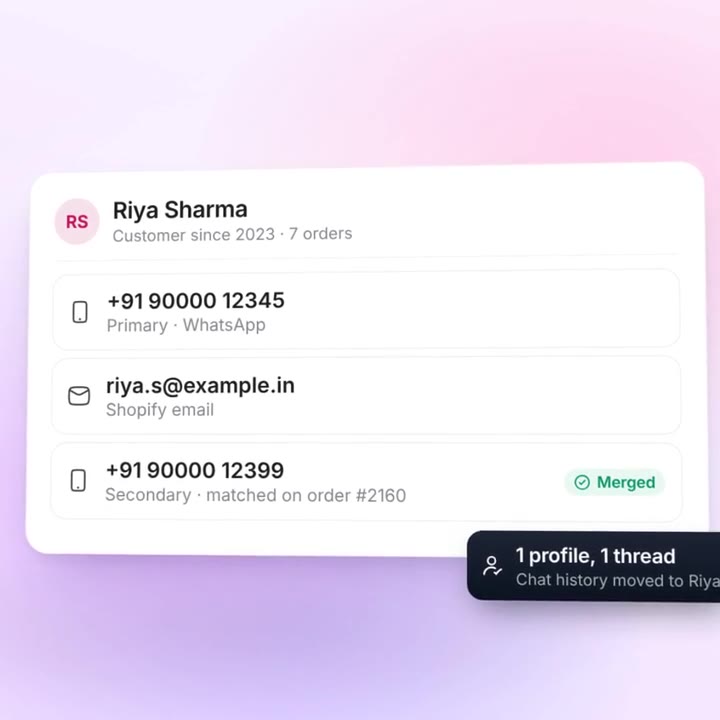 RS
Riya Sharma
Customer since 2023 · 7 orders
+91 90000 12345
Primary · WhatsApp
riya.s@example.in
Shopify email
+91 90000 12399
Secondary · matched on order #2160
Merged
1 profile, 1 thread
Chat history moved to Riya